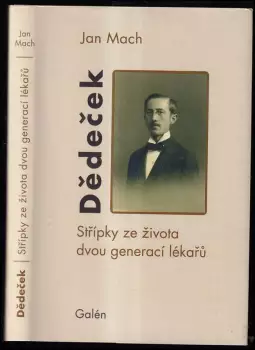 Jan
Mach
Dědeček | Střípky ze života dvou generací lékařů
Jan Mach
Dědeček
Střípky ze života
dvou generací lékařů
Galén